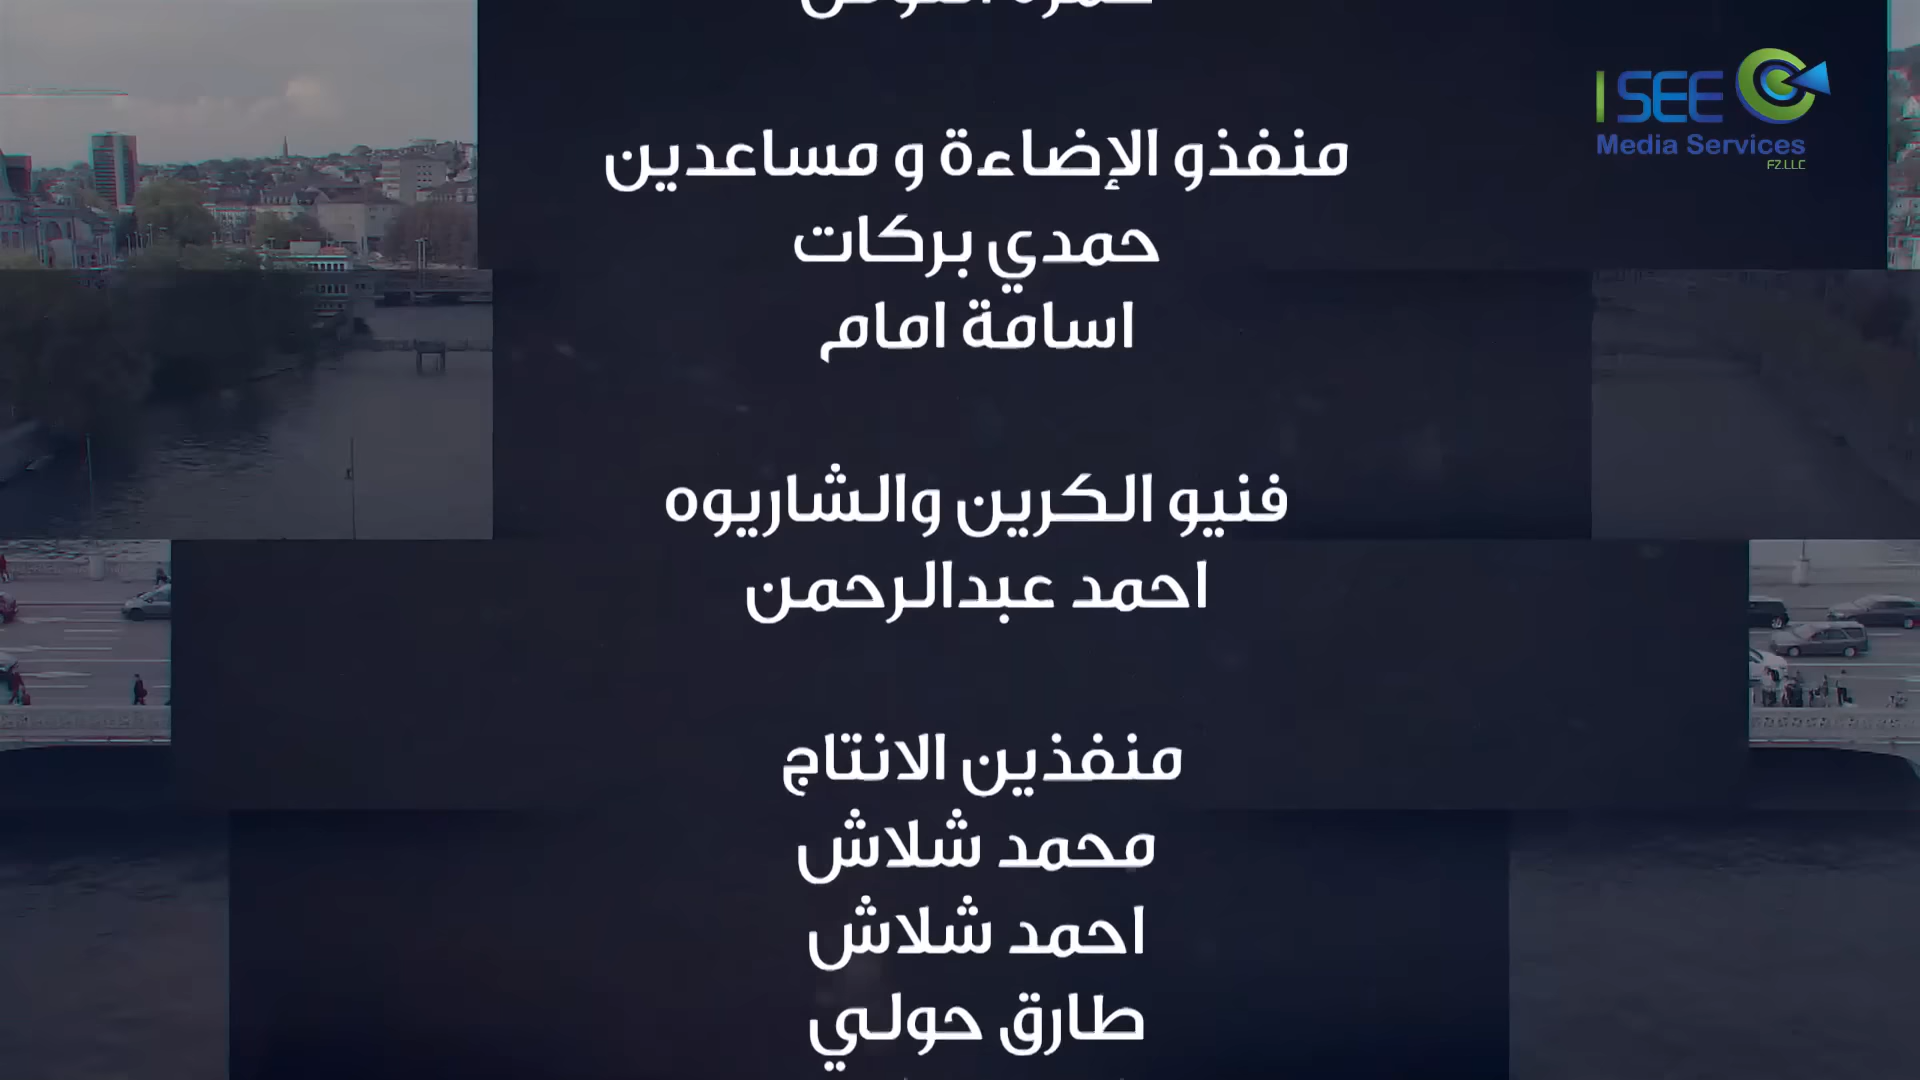 I SEE
Media Services
FZ.LLC
منفذو الإضاءة و مساعدين
حمدي بركات
اسامة امام
فنيو الكرين والشاريوه
احمد عبدالرحمن
منفذين الانتاج
محمد شلاش
احمد شلاش
طارق حولي